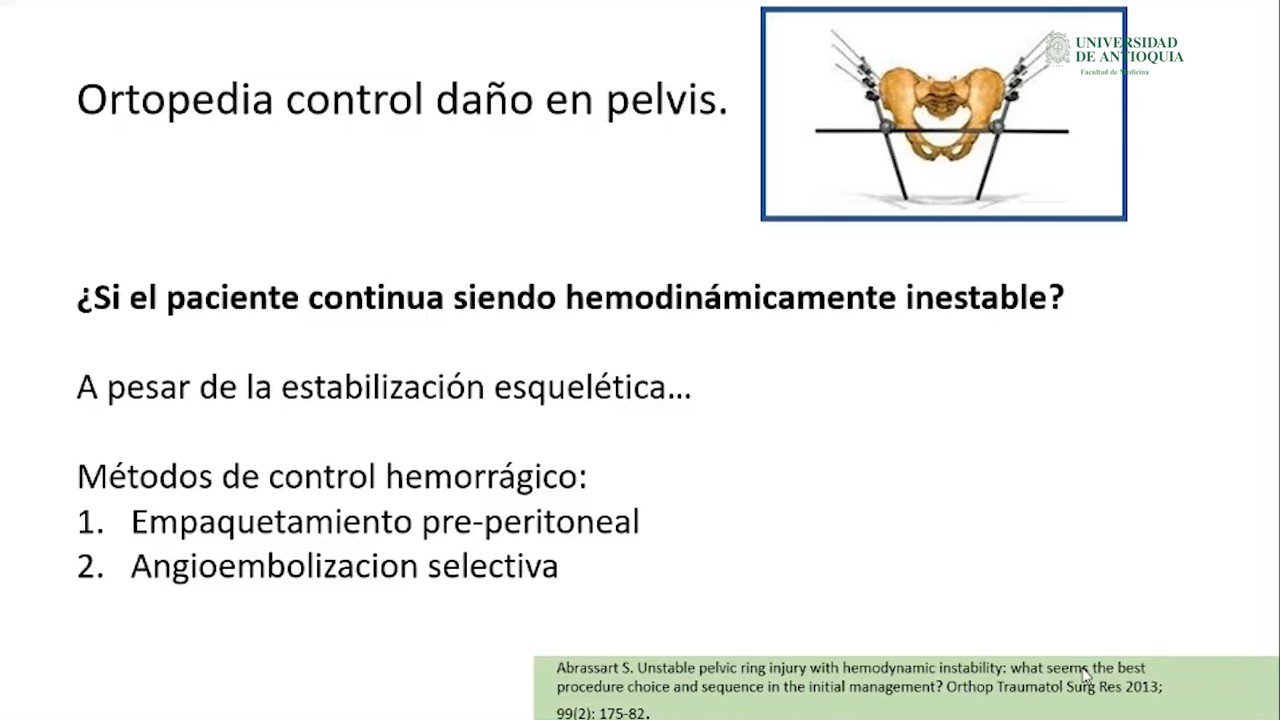 UNIVERSIDAD
DE ANTIOQUIA
Facultad de Medicina
Ortopedia control daño en pelvis.
¿Si el paciente continua siendo hemodinámicamente inestable?
A pesar de la estabilización esquelética...
Métodos de control hemorrágico:
1. Empaquetamiento pre-peritoneal
2. Angioembolizacion selectiva
Abrassart S. Unstable pelvic ring injury with hemodynamic instability: what seems the best
procedure choice and sequence in the initial management? Orthop Traumatol Surg Res 2013;
99(2): 175-82.